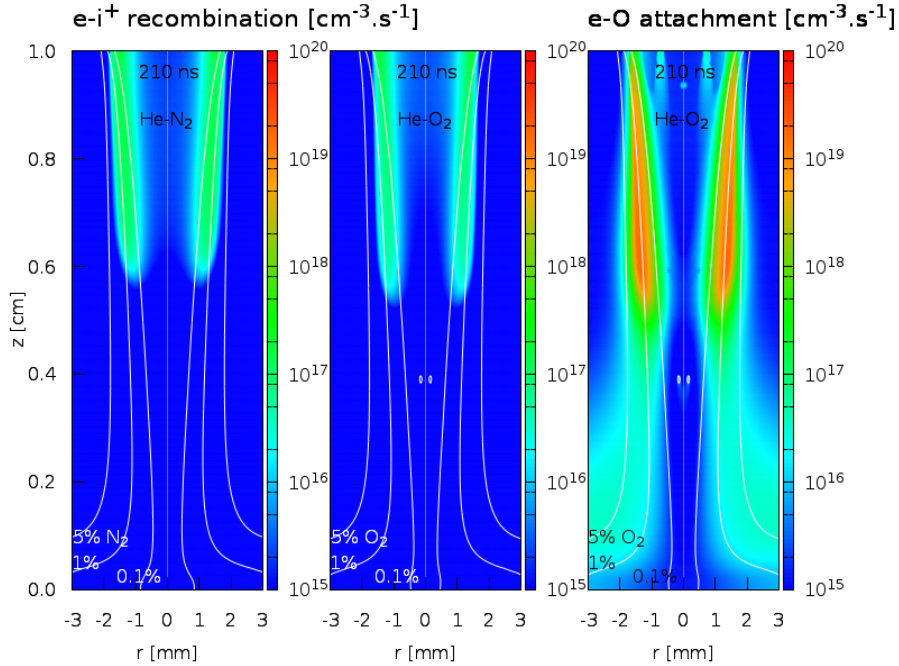 e-i⁺ recombination [cm⁻³.s⁻¹]
e-O attachment [cm⁻³.s⁻¹]
1.0
0.8
0.6
0.4
0.2
0.0
z [cm]
210 ns
He-N₂
5% N₂
1%
0.1%
-3 -2 -1 0 1 2 3
r [mm]
10²⁰
10¹⁹
10¹⁸
10¹⁷
10¹⁶
10¹⁵
210 ns
He-O₂
5% O₂
1%
0.1%
-3 -2 -1 0 1 2 3
r [mm]
10²⁰
10¹⁹
10¹⁸
10¹⁷
10¹⁶
10¹⁵
210 ns
He-O₂
5% O₂
1%
0.1%
-3 -2 -1 0 1 2 3
r [mm]
10²⁰
10¹⁹
10¹⁸
10¹⁷
10¹⁶
10¹⁵